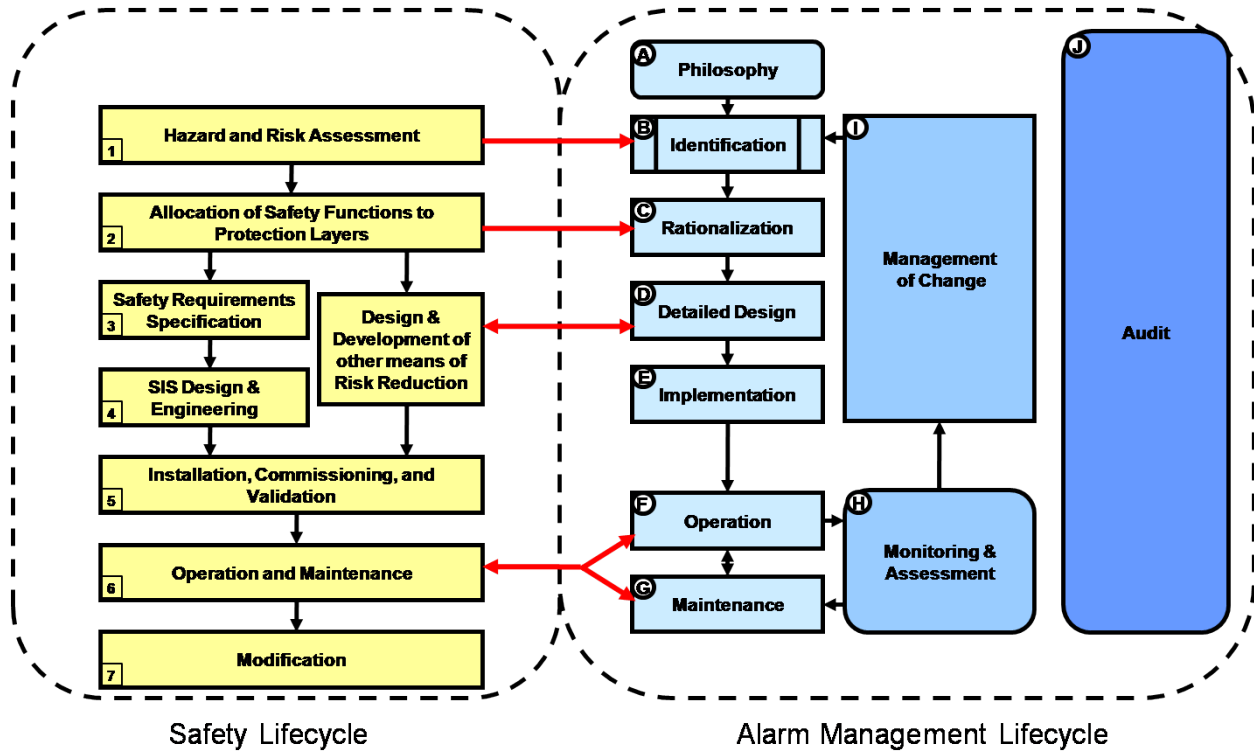 Hazard and Risk Assessment
1
Allocation of Safety Functions to
Protection Layers
2
Safety Requirements
Specification
3
Design &
Development of
other means of
Risk Reduction
SIS Design &
Engineering
4
Installation, Commissioning, and
Validation
5
Operation and Maintenance
6
Modification
7
Safety Lifecycle
A
Philosophy
B
Identification
C
Rationalization
D
Detailed Design
E
Implementation
F
Operation
G
Maintenance
H
Monitoring &
Assessment
I
Management
of Change
J
Audit
Alarm Management Lifecycle